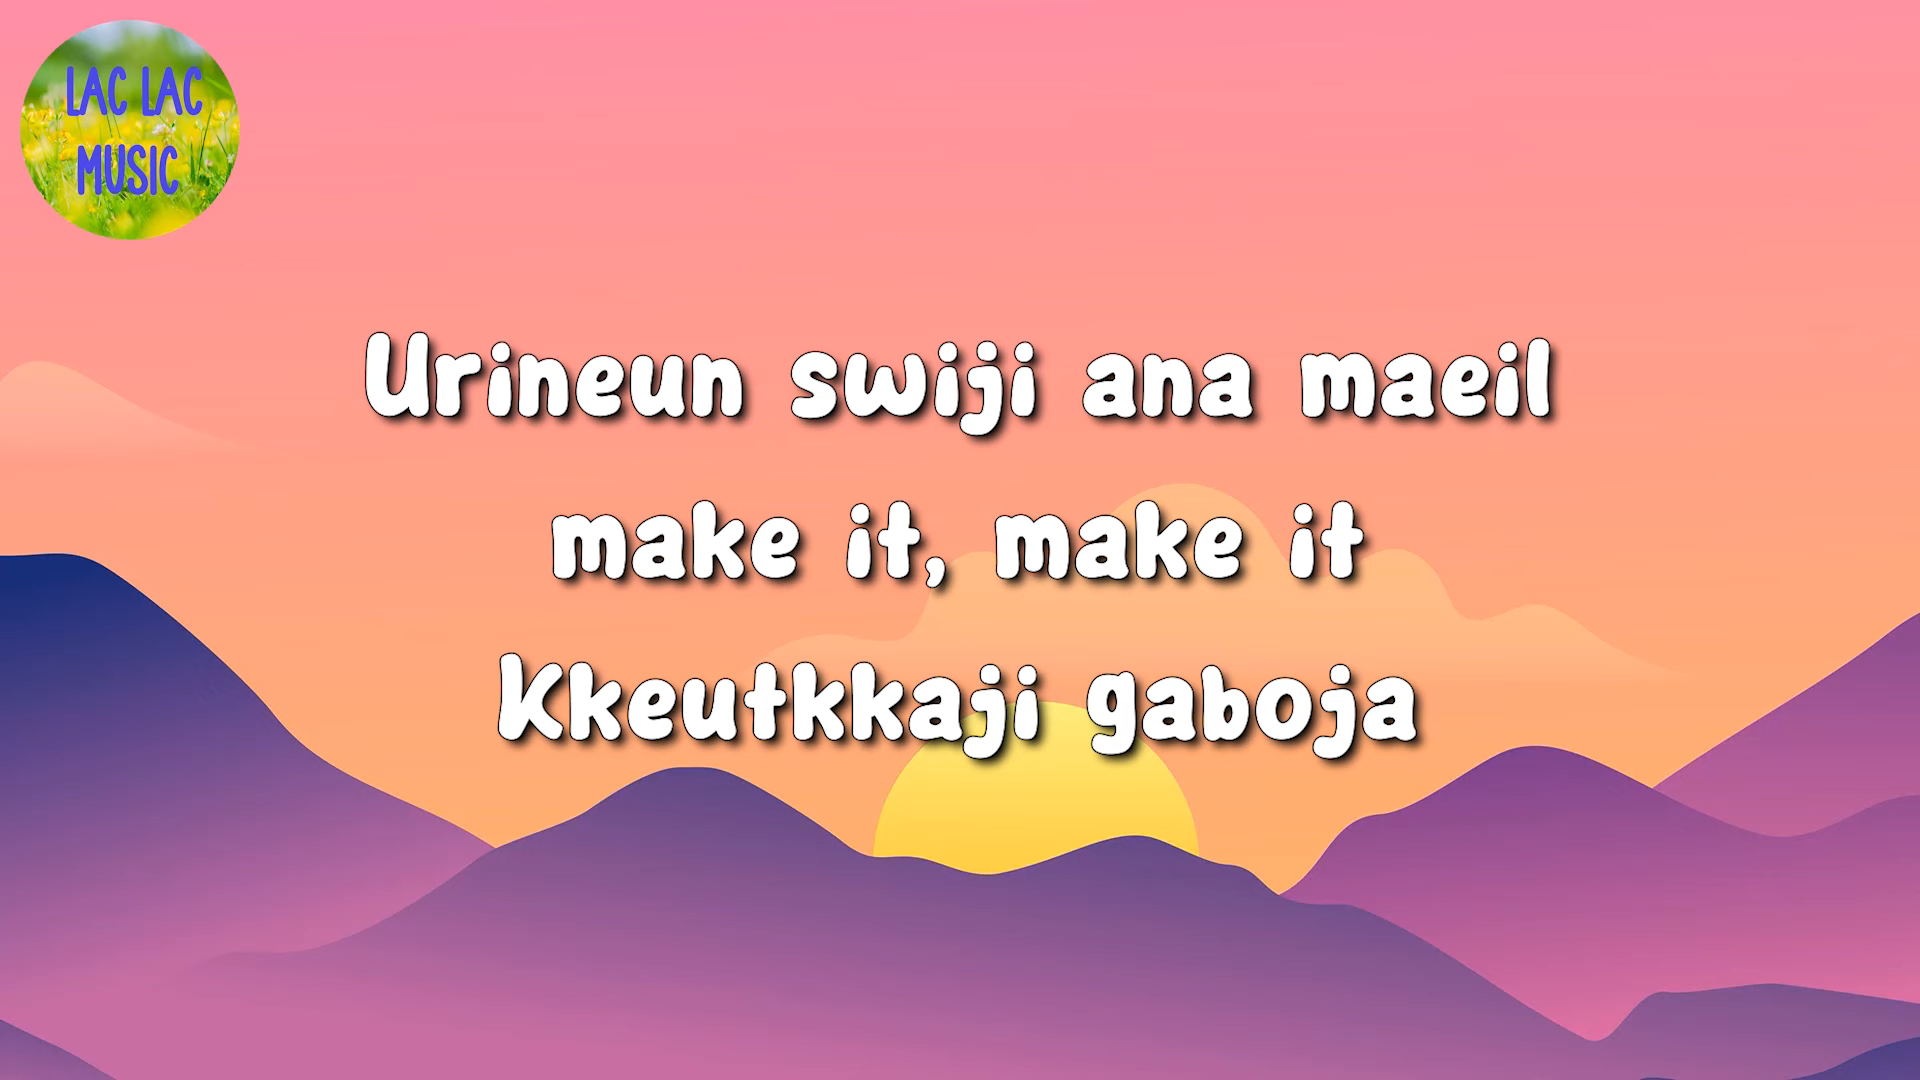 LAC LAC
MUSIC
Urineun swiji ana maeil
make it, make it
Kkeutkkaji gaboja